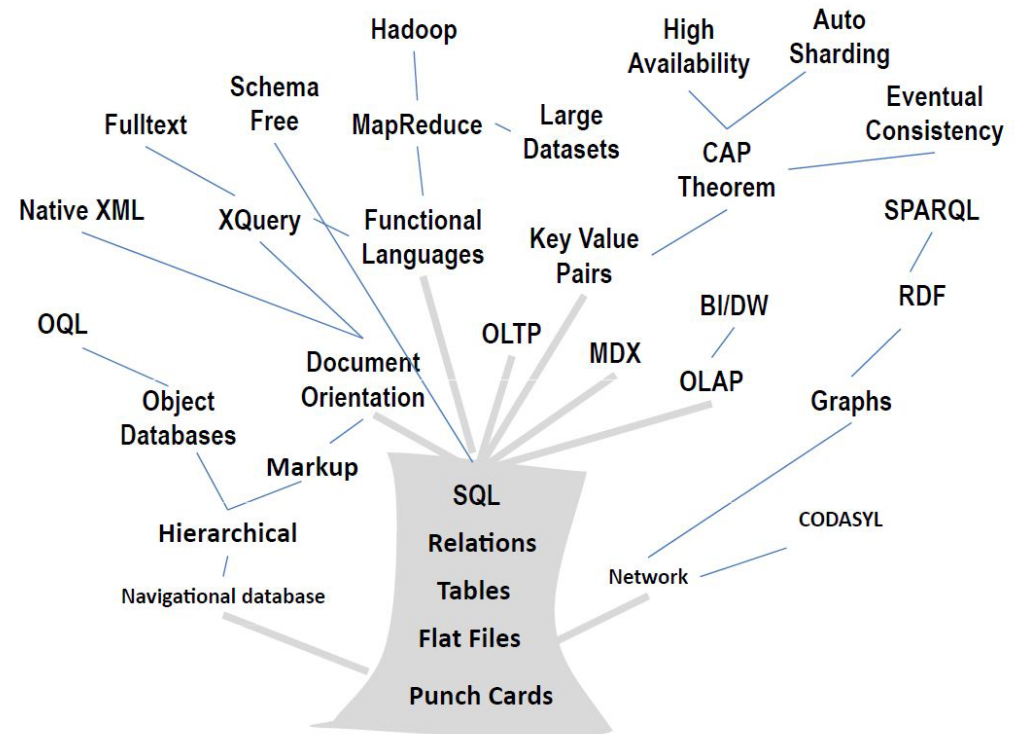 Hadoop
High
Availability
Auto
Sharding
Schema
Free
Fulltext
MapReduce
Large
Datasets
Eventual
Consistency
CAP
Theorem
Native XML
XQuery
Functional
Languages
Key Value
Pairs
SPARQL
RDF
OQL
BI/DW
OLTP
MDX
OLAP
Document
Orientation
Object
Databases
Graphs
Markup
SQL
Hierarchical
Relations
CODASYL
Navigational database
Tables
Network
Flat Files
Punch Cards